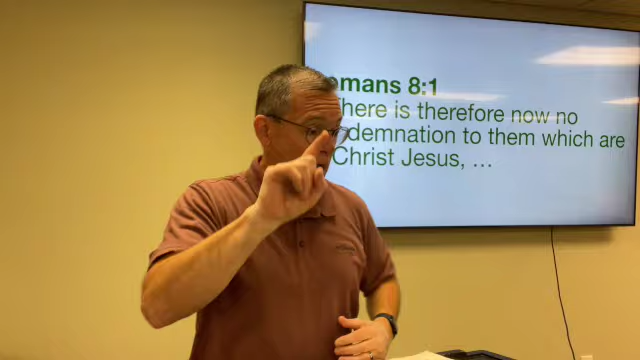 omans 8:1
here is therefore now no
demnation to them which are
Christ Jesus, …